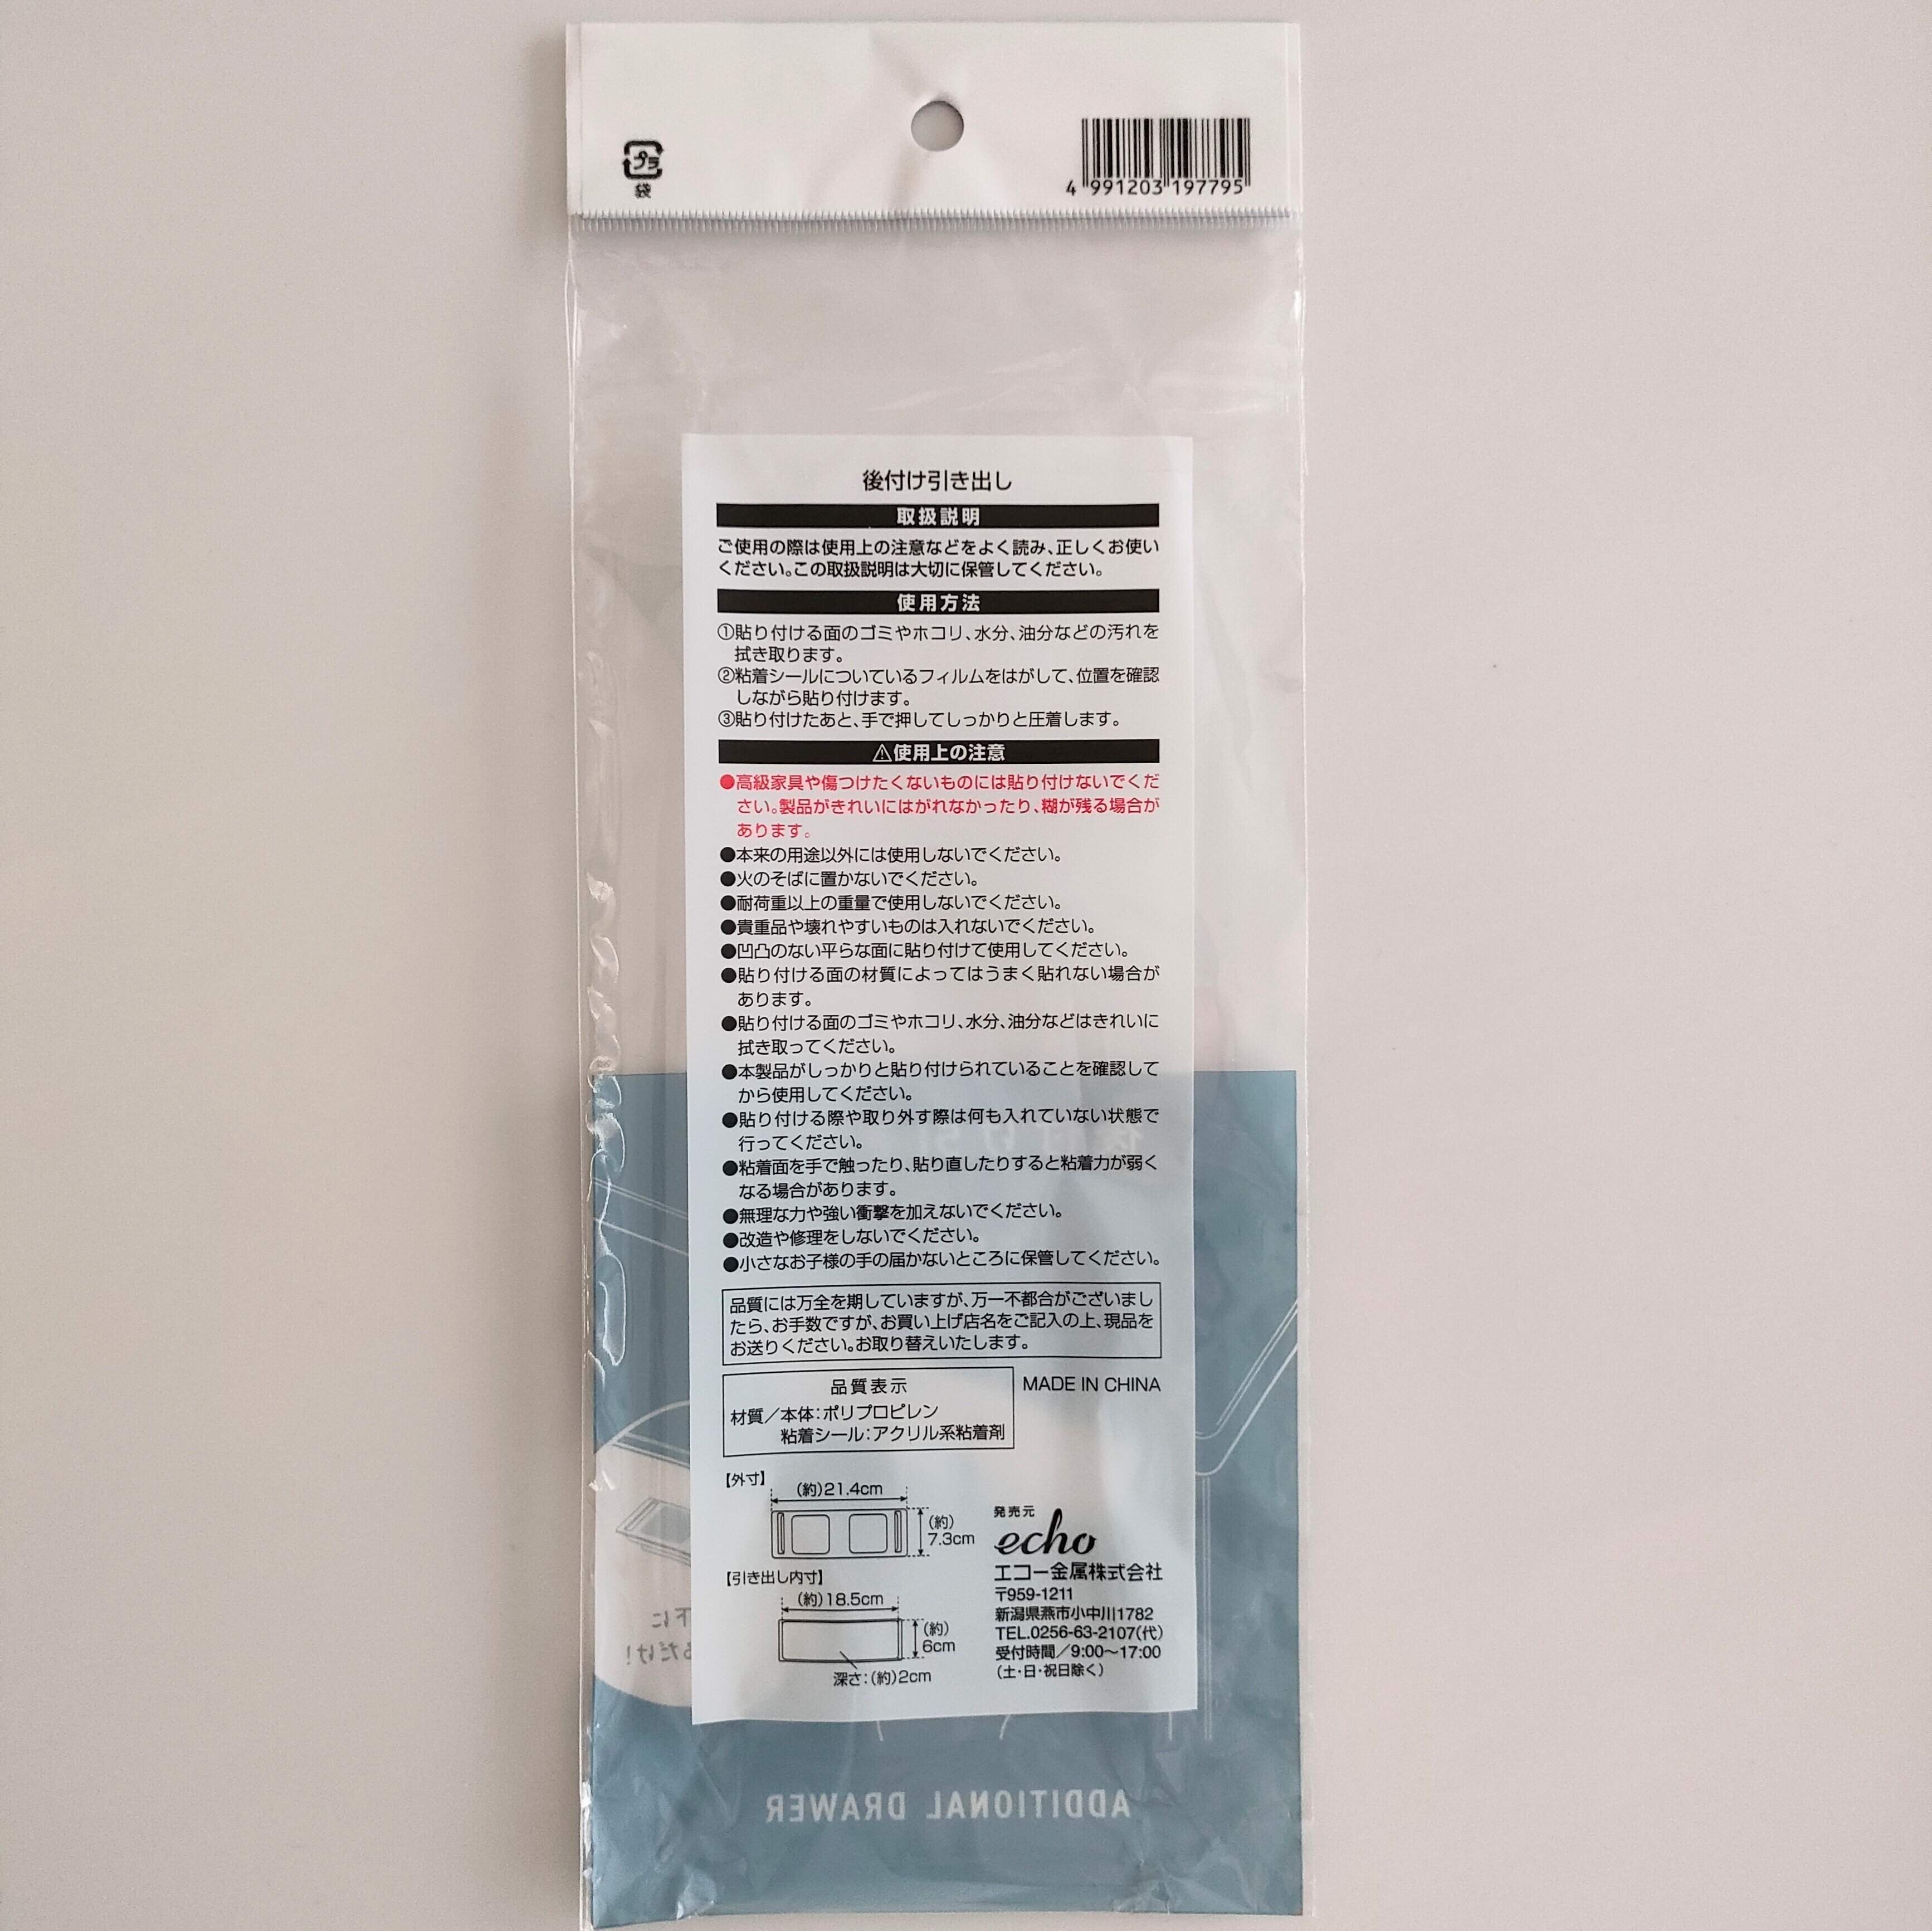 プラ
袋
4 991203 197795
後付け引き出し
取扱説明
ご使用の際は使用上の注意などをよく読み、正しくお使い
ください。この取扱説明は大切に保管してください。
使用方法
①貼り付ける面のゴミやホコリ、水分、油分などの汚れを
拭き取ります。
②粘着シールについているフィルムをはがして、位置を確認
しながら貼り付けます。
③貼り付けたあと、手で押してしっかりと圧着します。
⚠使用上の注意
●高級家具や傷つけたくないものには貼り付けないでくだ
さい。製品がきれいにはがれなかったり、糊が残る場合が
あります。
●本来の用途以外には使用しないでください。
●火のそばに置かないでください。
●耐荷重以上の重量で使用しないでください。
●貴重品や壊れやすいものは入れないでください。
●凹凸のない平らな面に貼り付けて使用してください。
●貼り付ける面の材質によってはうまく貼れない場合が
あります。
●貼り付ける面のゴミやホコリ、水分、油分などはきれいに
拭き取ってください。
●本製品がしっかりと貼り付けられていることを確認して
から使用してください。
●貼り付ける際や取り外す際は何も入れていない状態で
行ってください。
●粘着面を手で触ったり、貼り直したりすると粘着力が弱く
なる場合があります。
●無理な力や強い衝撃を加えないでください。
●改造や修理をしないでください。
●小さなお子様の手の届かないところに保管してください。
品質には万全を期していますが、万一不都合がございまし
たら、お手数ですが、お買い上げ店名をご記入の上、現品を
お送りください。お取り替えいたします。
品質表示
材質／本体：ポリプロピレン
粘着シール：アクリル系粘着剤
MADE IN CHINA
【外寸】
(約)21.4cm
(約)
7.3cm
【引き出し内寸】
(約)18.5cm
(約)
6cm
深さ：(約)2cm
発売元
echo
エコー金属株式会社
〒959-1211
新潟県燕市小中川1782
TEL.0256-63-2107(代)
受付時間／9:00～17:00
(土・日・祝日除く)
下に
るだけ！
ADDITIONAL DRAWER